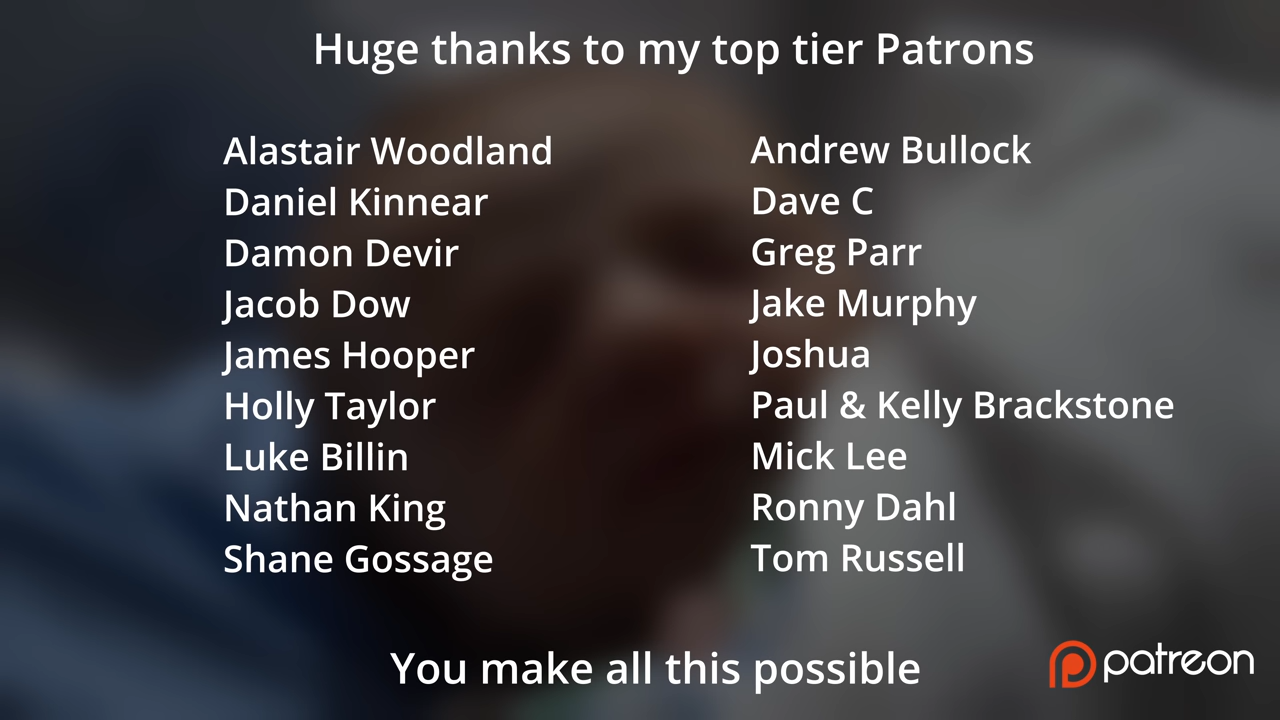 Huge thanks to my top tier Patrons
Alastair Woodland
Daniel Kinnear
Damon Devir
Jacob Dow
James Hooper
Holly Taylor
Luke Billin
Nathan King
Shane Gossage
Andrew Bullock
Dave C
Greg Parr
Jake Murphy
Joshua
Paul & Kelly Brackstone
Mick Lee
Ronny Dahl
Tom Russell
You make all this possible
patreon